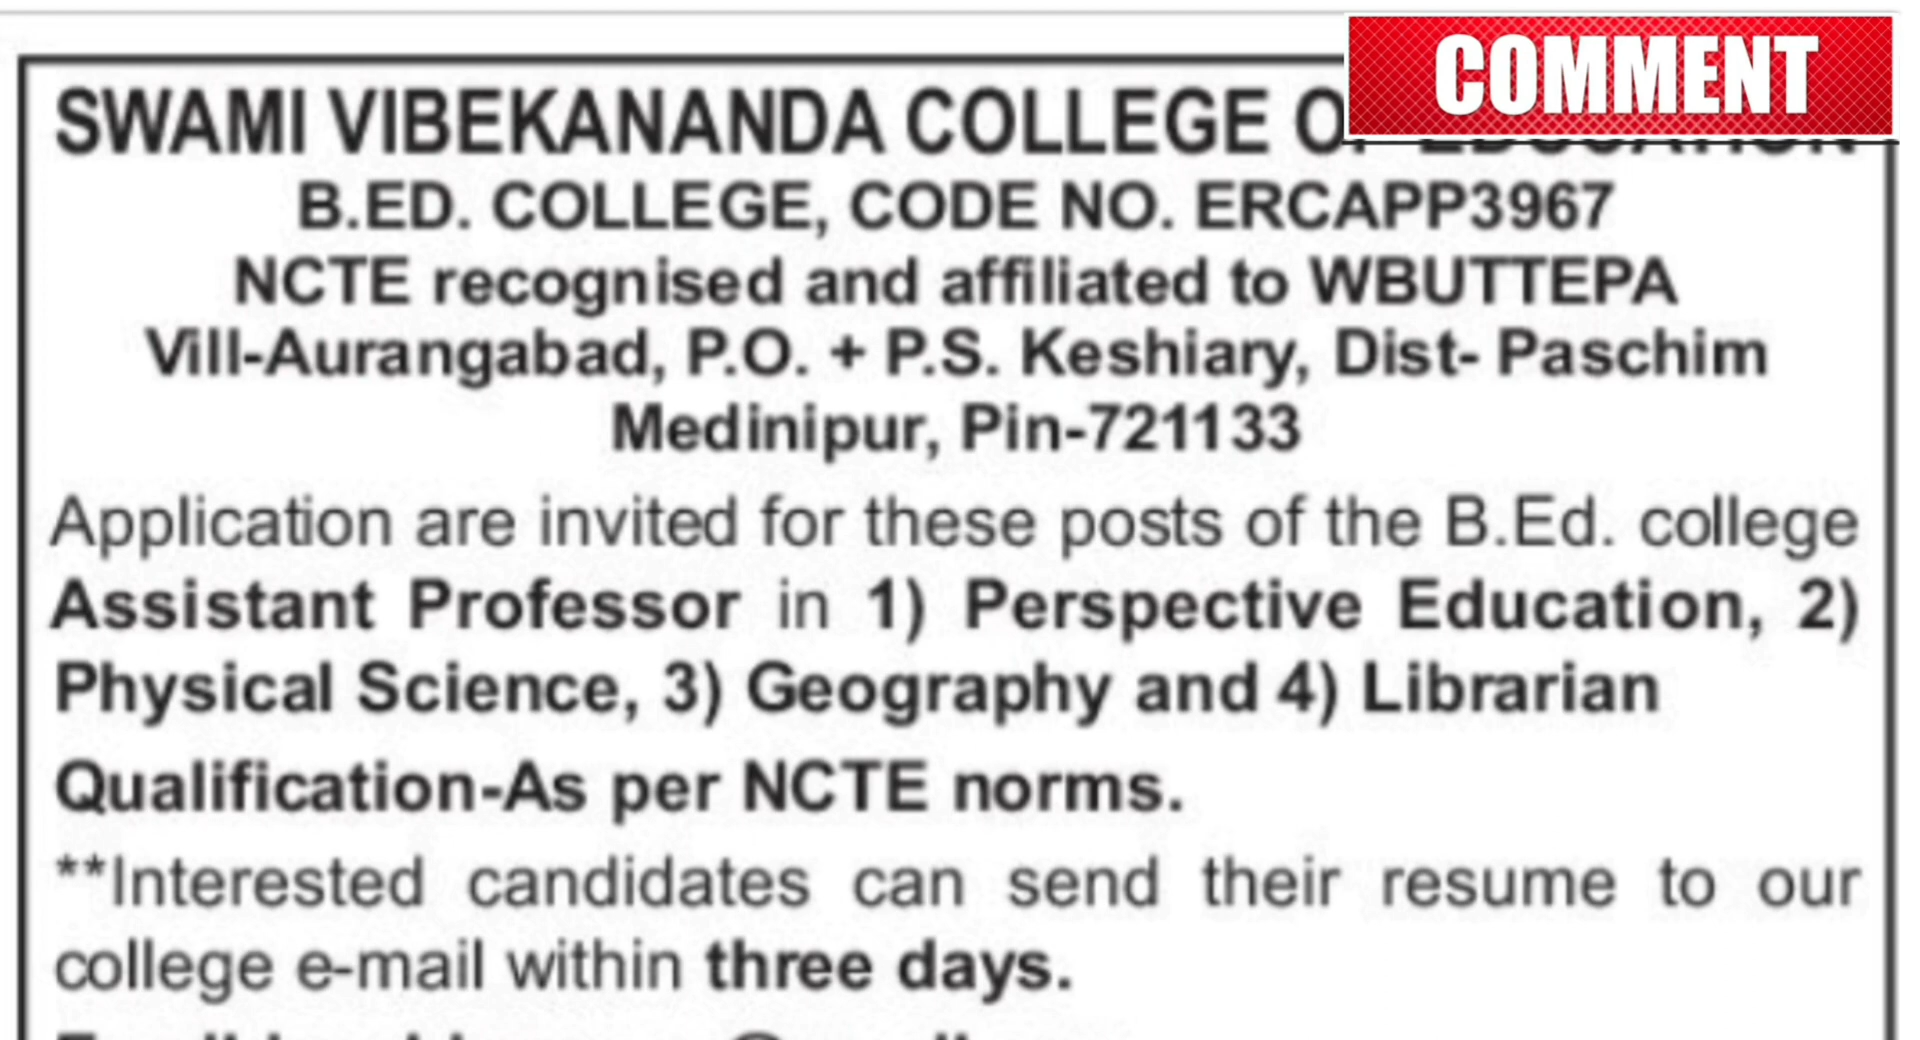 COMMENT
SWAMI VIBEKANANDA COLLEGE OF EDUCATION
B.ED. COLLEGE, CODE NO. ERCAPP3967
NCTE recognised and affiliated to WBUTTEPA
Vill-Aurangabad, P.O. + P.S. Keshiary, Dist- Paschim
Medinipur, Pin-721133
Application are invited for these posts of the B.Ed. college
Assistant Professor in 1) Perspective Education, 2)
Physical Science, 3) Geography and 4) Librarian
Qualification-As per NCTE norms.
**Interested candidates can send their resume to our
college e-mail within three days.